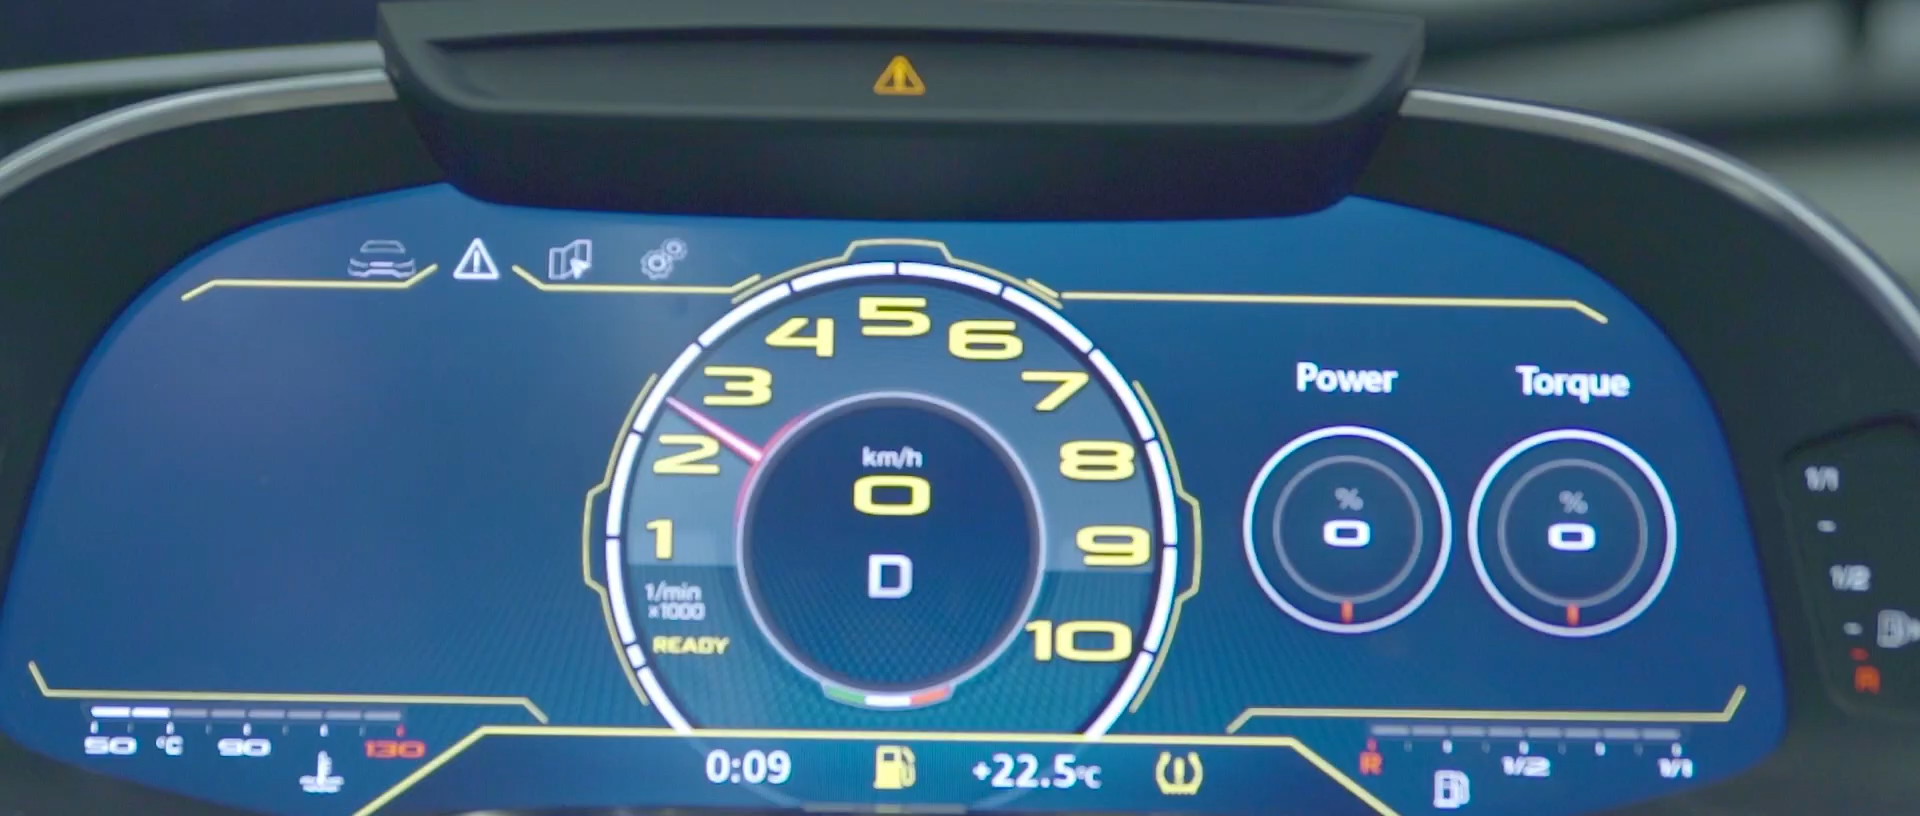 5
4
6
3
7
Power
Torque
2
km/h
8
0
%
0
%
0
1
D
9
1/min
x1000
READY
10
50
°C
90
130
0:09
+22.5°C
R
1/2
1/1
1/1
1/2
R